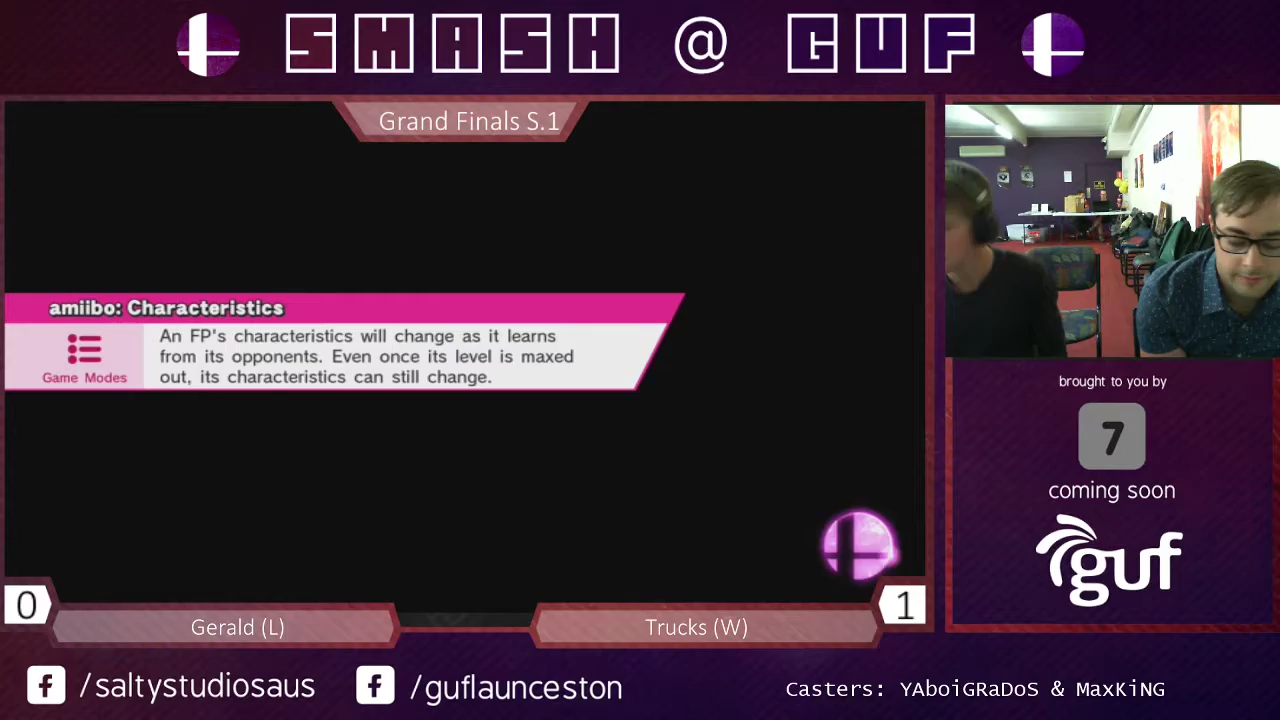 SMASH @ GUF
Grand Finals S.1
amiibo: Characteristics
Game Modes
An FP's characteristics will change as it learns
from its opponents. Even once its level is maxed
out, its characteristics can still change.
brought to you by
7
coming soon
guf
0
Gerald (L)
Trucks (W)
1
f /saltystudiosaus
f /guflaunceston
Casters: YAboiGRaDoS & MaxKiNG